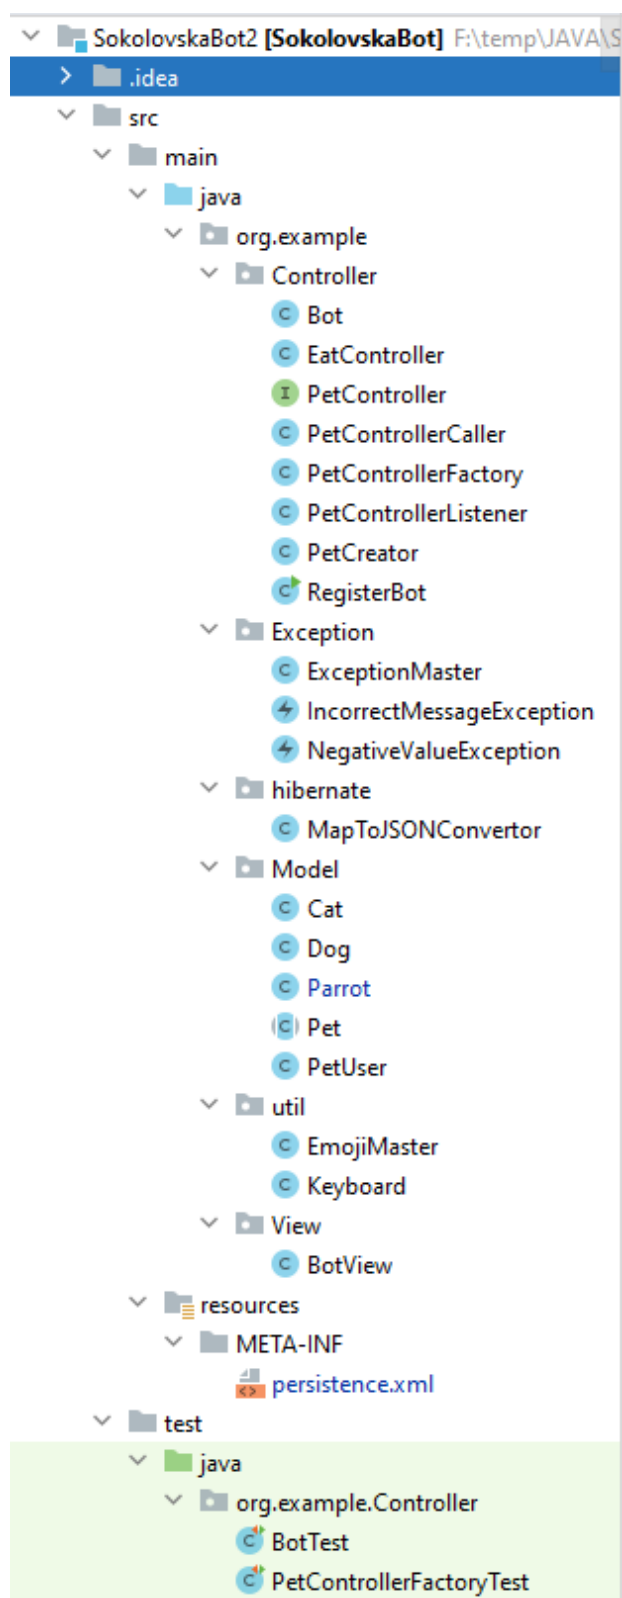 SokolovskaBot2 [SokolovskaBot] F:\temp\JAVA\S
.idea
src
main
java
org.example
Controller
Bot
EatController
PetController
PetControllerCaller
PetControllerFactory
PetControllerListener
PetCreator
RegisterBot
Exception
ExceptionMaster
IncorrectMessageException
NegativeValueException
hibernate
MapToJSONConvertor
Model
Cat
Dog
Parrot
Pet
PetUser
util
EmojiMaster
Keyboard
View
BotView
resources
META-INF
persistence.xml
test
java
org.example.Controller
BotTest
PetControllerFactoryTest